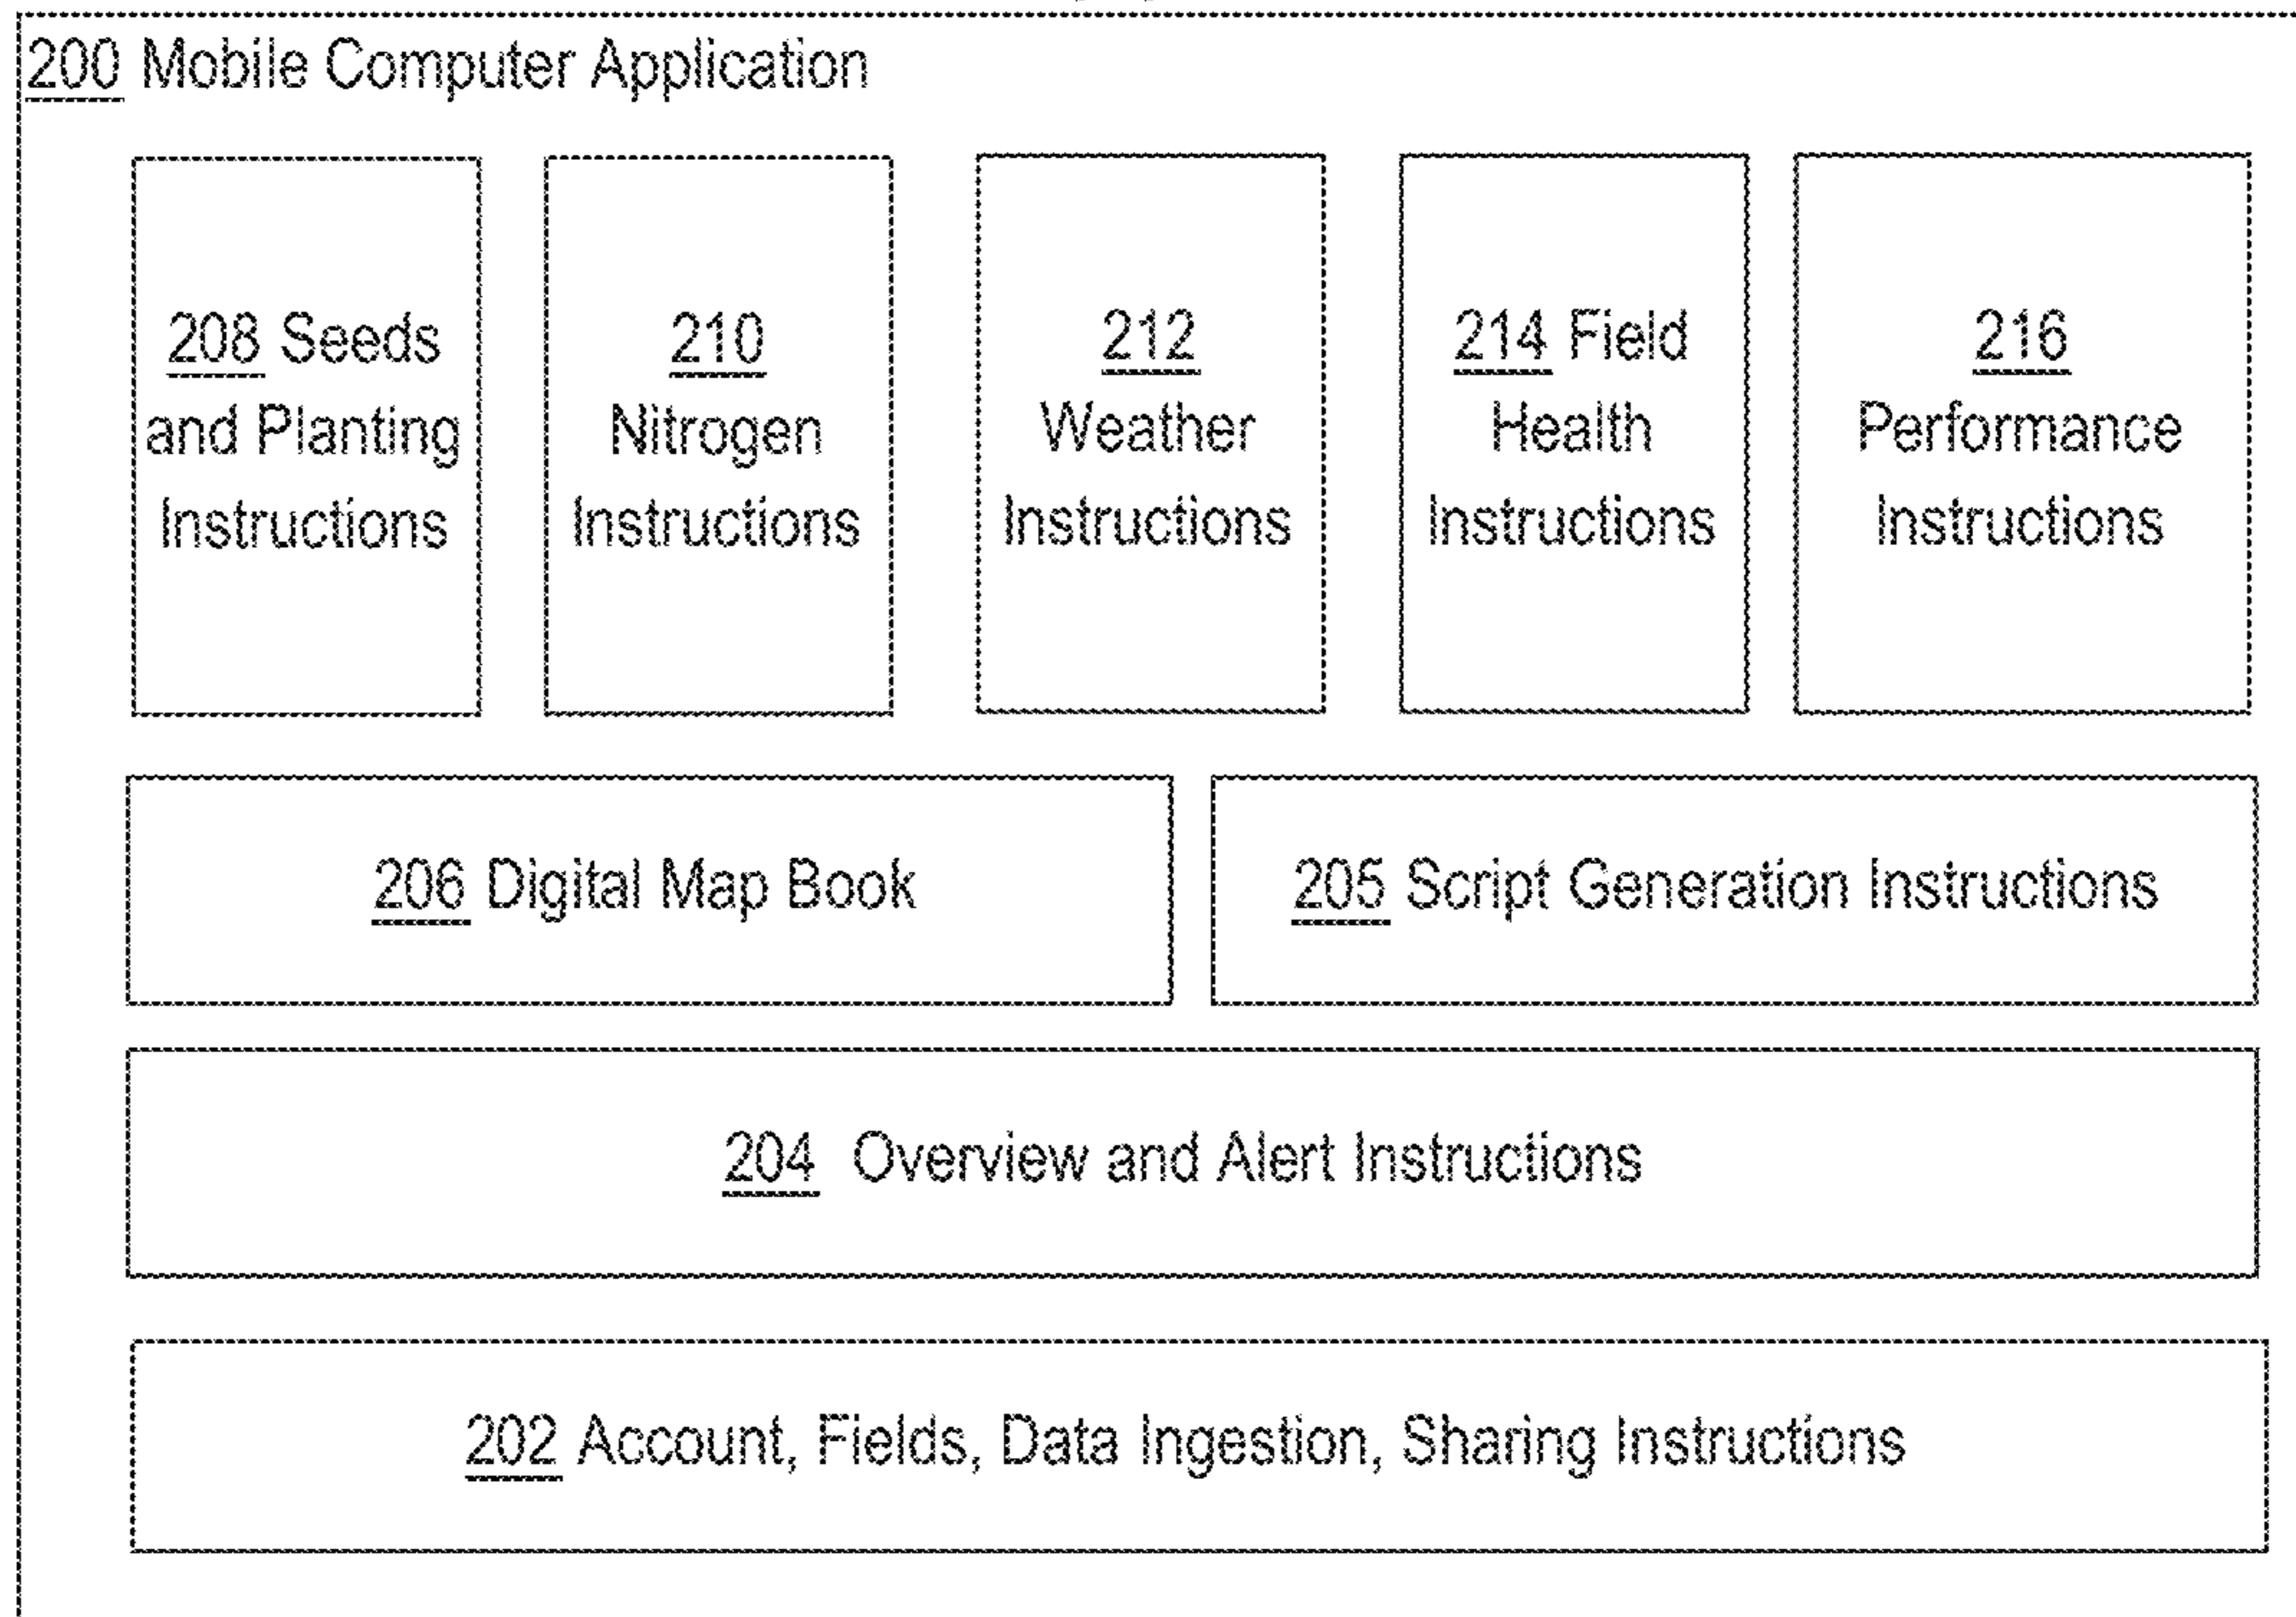 200 Mobile Computer Application
208 Seeds
and Planting
Instructions
210
Nitrogen
Instructions
212
Weather
Instructions
214 Field
Health
Instructions
216
Performance
Instructions
206 Digital Map Book
205 Script Generation Instructions
204 Overview and Alert Instructions
202 Account, Fields, Data Ingestion, Sharing Instructions